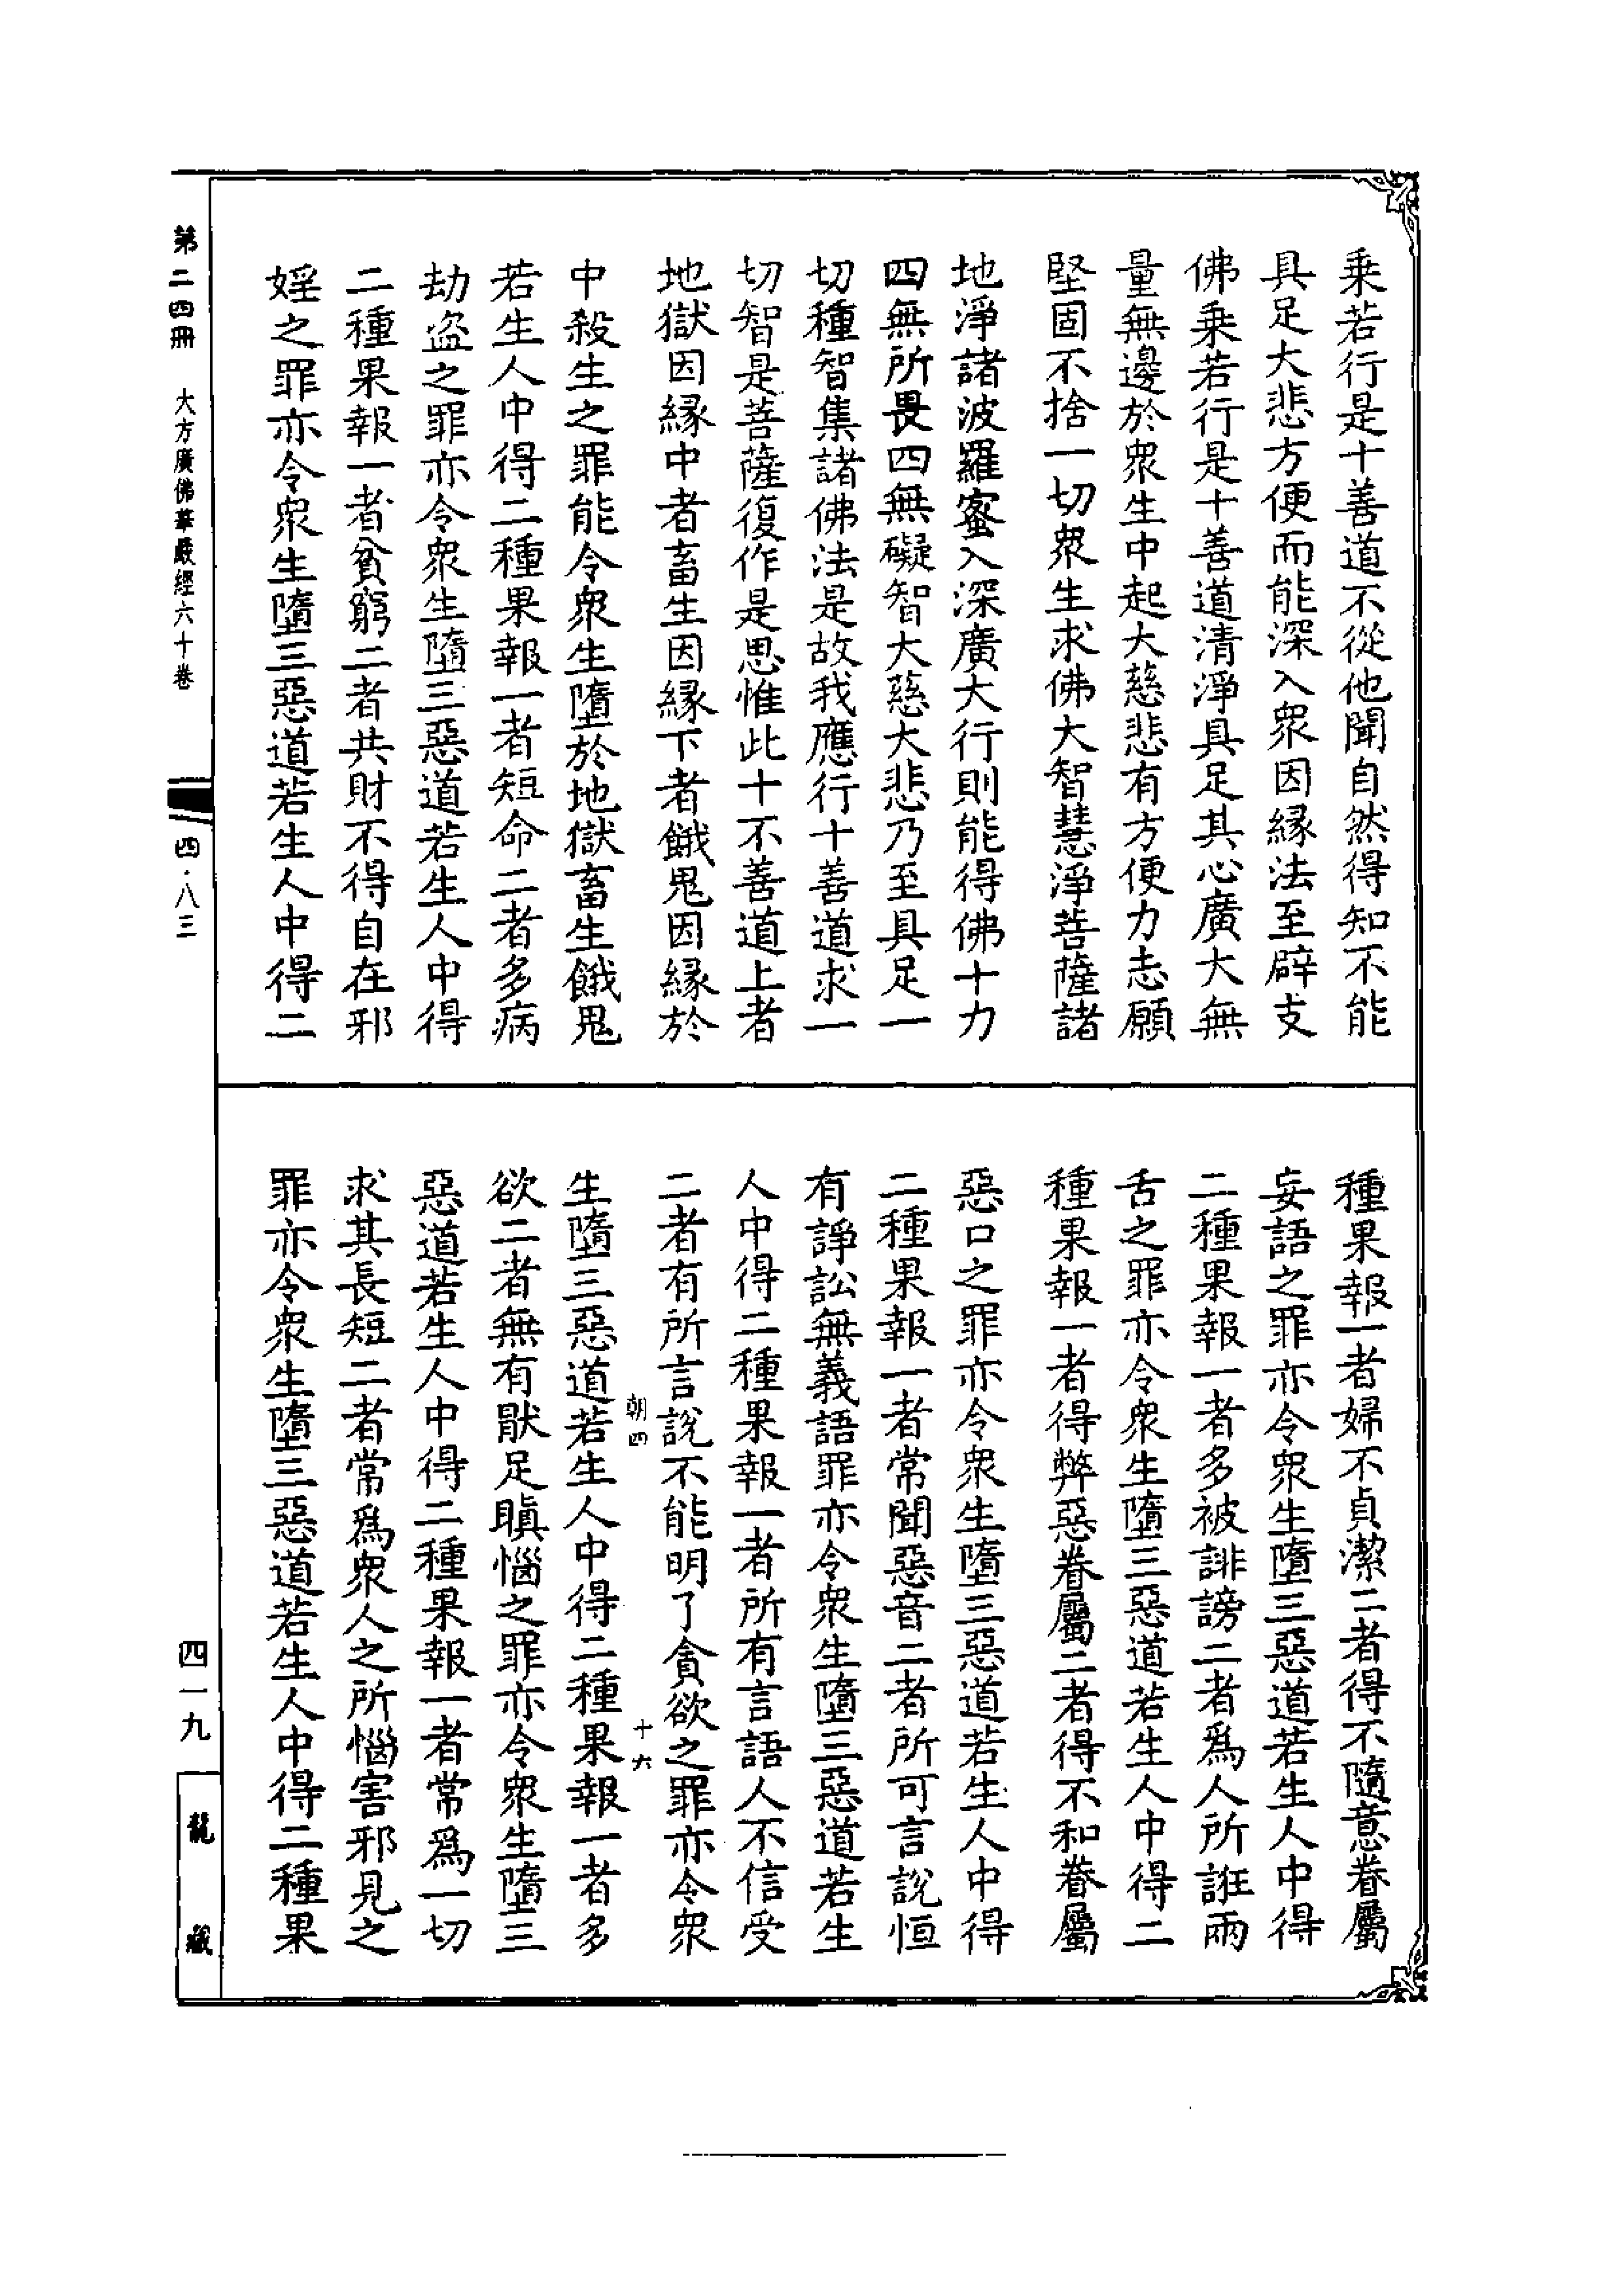 乘若行是十善道不從他聞自然得知不能
具足大悲方便而能深入衆因縁法至辟支
佛乘若行是十善道清淨具足其心廣大無
量無邊於衆生中起大慈悲有方便力志願
堅固不捨一切衆生求佛大智慧淨菩薩諸
地淨諸波羅蜜入深廣大行則能得佛十力
四無所畏四無礙智大慈大悲乃至具足一
切種智集諸佛法是故我應行十善道求一
切智是菩薩復作是思惟此十不善道上者
地獄因縁中者畜生因縁下者餓鬼因縁於
中殺生之罪能令衆生墮於地獄畜生餓鬼
若生人中得二種果報一者短命二者多病
劫盜之罪亦令衆生墮三惡道若生人中得
二種果報一者貧窮二者共財不得自在邪
婬之罪亦令衆生墮三惡道若生人中得二
種果報一者婦不貞潔二者得不隨意眷屬
妄語之罪亦令衆生墮三惡道若生人中得
二種果報一者多被誹謗二者爲人所誑兩
舌之罪亦令衆生墮三惡道若生人中得二
種果報一者得弊惡眷屬二者得不和眷屬
惡口之罪亦令衆生墮三惡道若生人中得
二種果報一者常聞惡音二者所可言說恒
有諍訟無義語罪亦令衆生墮三惡道若生
人中得二種果報一者所有言語人不信受
二者有所言說不能明了貪欲之罪亦令衆
朝四 十六
生墮三惡道若生人中得二種果報一者多
欲二者無有猒足瞋惱之罪亦令衆生墮三
惡道若生人中得二種果報一者常爲一切
求其長短二者常爲衆人之所惱害邪見之
罪亦令衆生墮三惡道若生人中得二種果
第二四冊 大方廣佛華嚴經六十卷 四·八三
四一九 龍藏